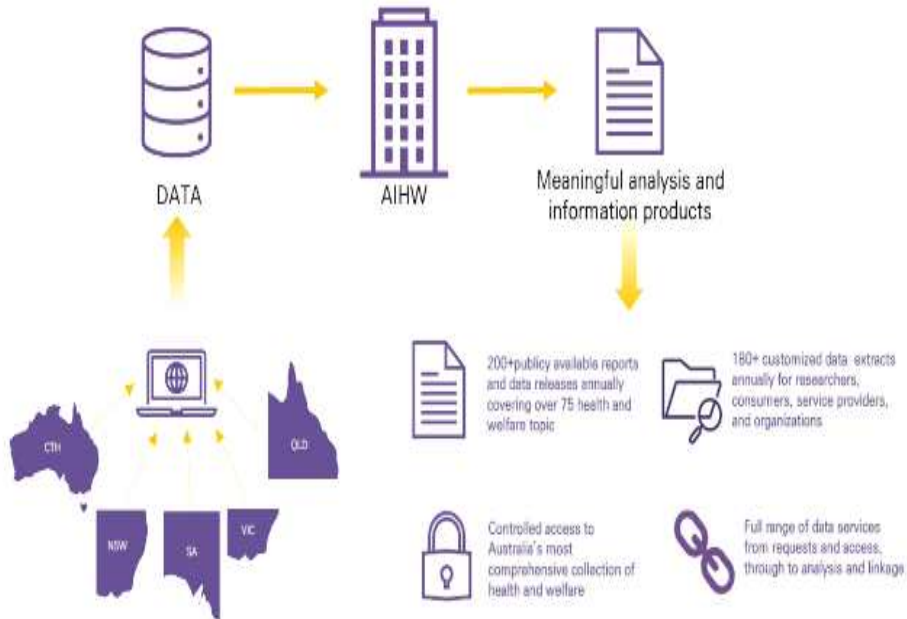 DATA
AIHW
Meaningful analysis and
information products
CTH
QLD
NSW
SA
VIC
200+publicy available reports
and data releases annually
covering over 75 health and
welfare topic
180+ customized data extracts
annually for researchers,
consumers, service providers,
and organizations
Controlled access to
Australia's most
comprehensive collection of
health and welfare
Full range of data services
from requests and access,
through to analysis and linkage